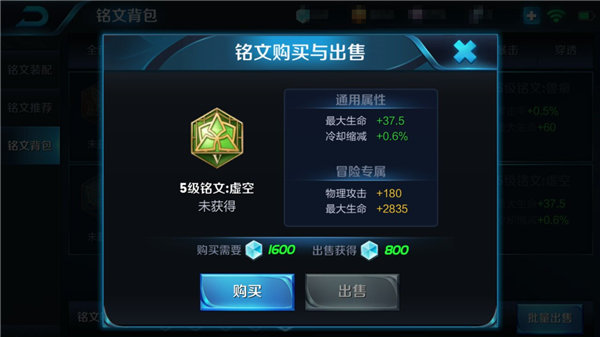 铭文背包
铭文装配
铭文推荐
铭文背包
铭文购买与出售
5级铭文:虚空
未获得
通用属性
最大生命 +37.5
冷却缩减 +0.6%
冒险专属
物理攻击 +180
最大生命 +2835
购买需要 1600 出售获得 800
购买 出售
穿透
+0.5%
+60
5级铭文:虚空
+37.5
+0.6%
批量出售